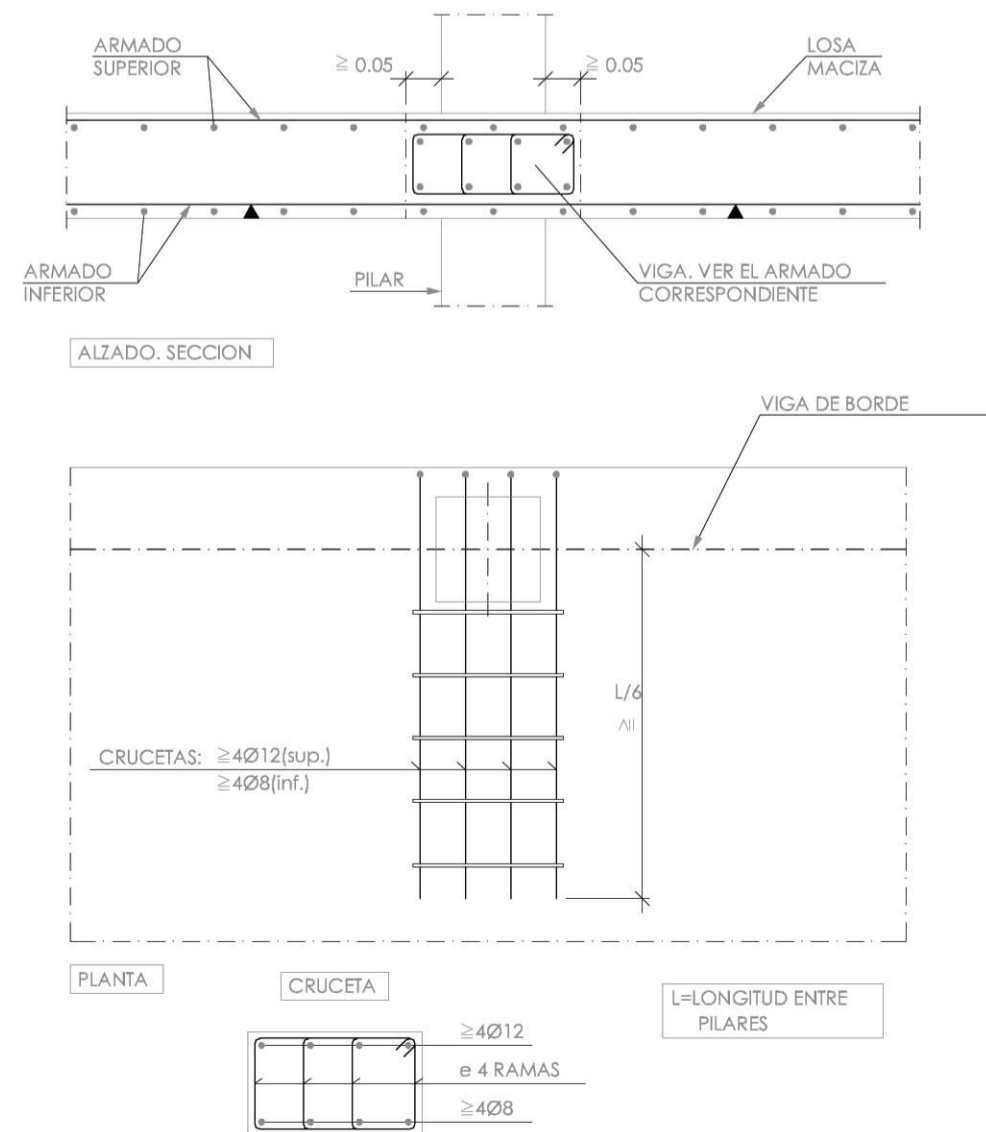 ARMADO
SUPERIOR
≧ 0.05
≧ 0.05
LOSA
MACIZA
ARMADO
INFERIOR
PILAR
VIGA. VER EL ARMADO
CORRESPONDIENTE
ALZADO. SECCION
VIGA DE BORDE
L/6
≧
CRUCETAS: ≧4Ø12(sup.)
≧4Ø8(inf.)
PLANTA
CRUCETA
L=LONGITUD ENTRE
PILARES
≧4Ø12
e 4 RAMAS
≧4Ø8